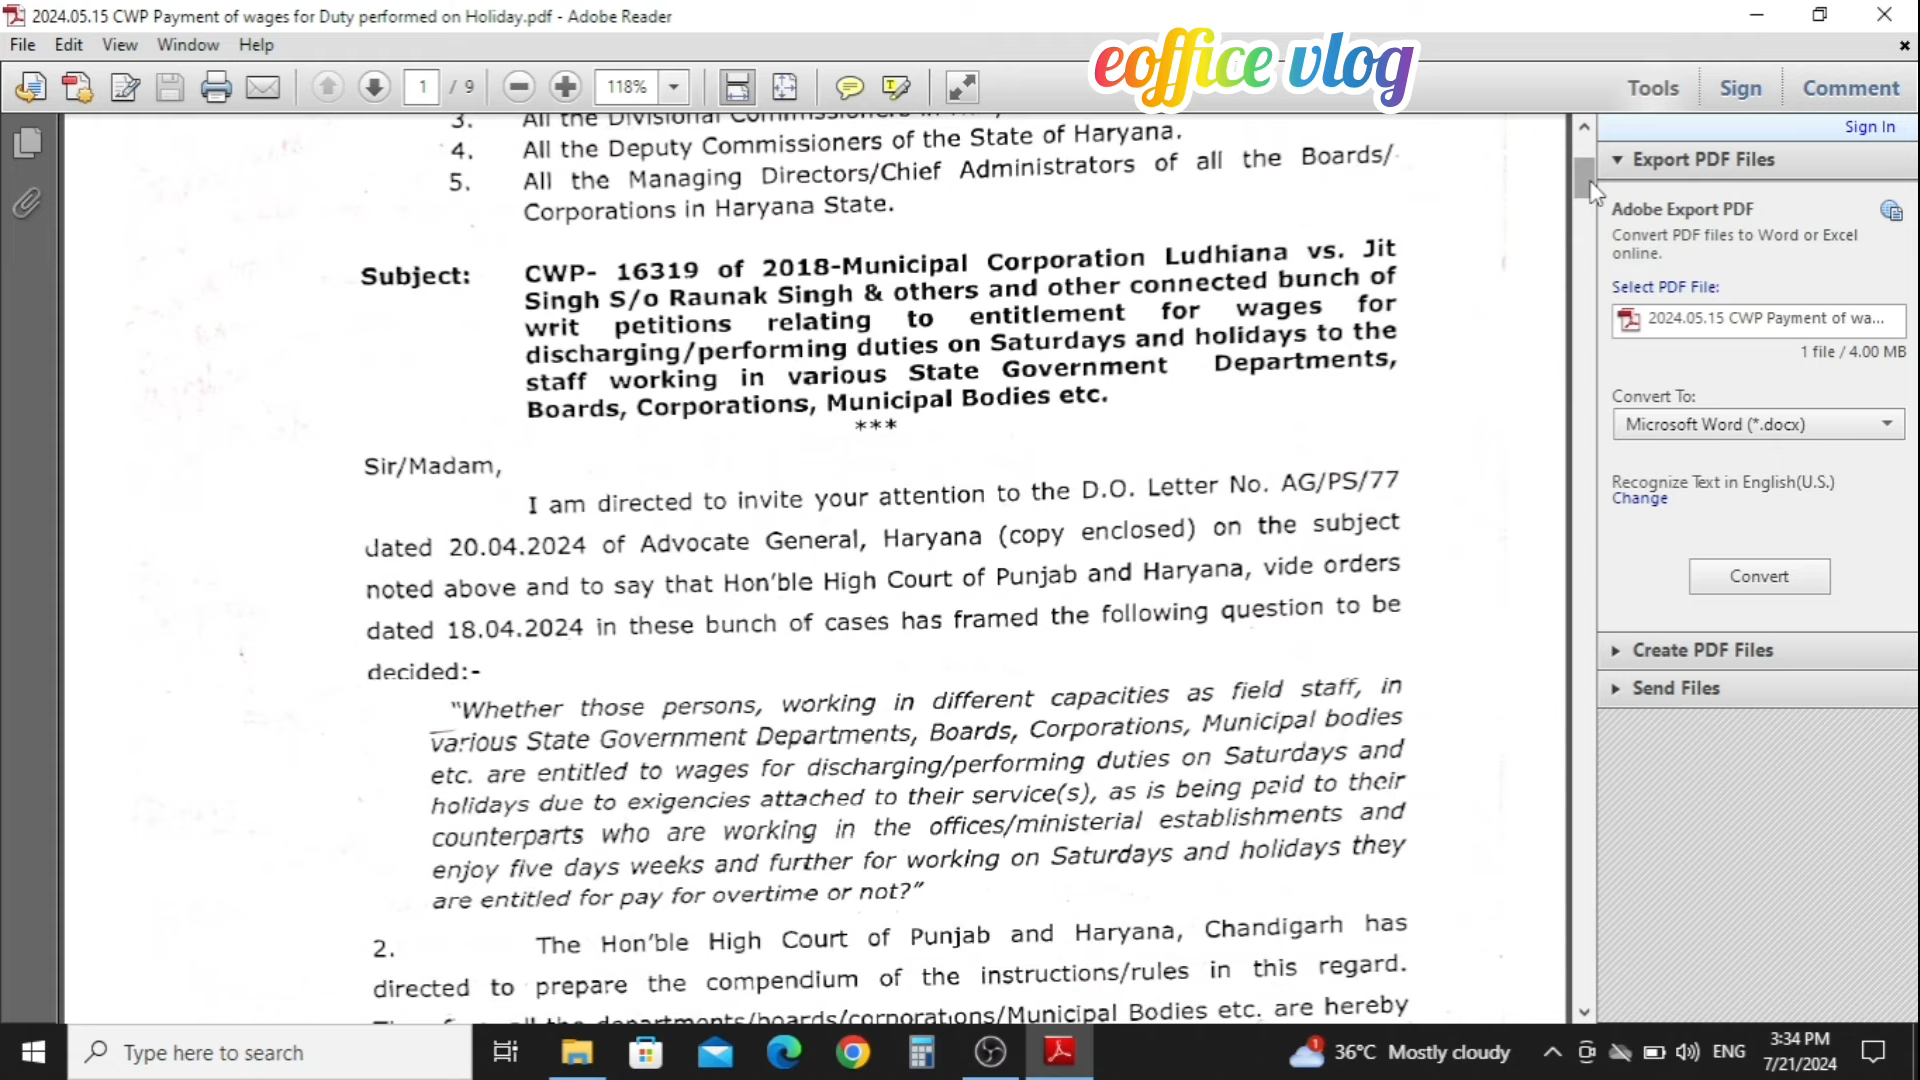 2024.05.15 CWP Payment of wages for Duty performed on Holiday.pdf - Adobe Reader
File Edit View Window Help
eoffice vlog
1 / 9 118% Tools Sign Comment
3. All the Divisional
4. All the Deputy Commissioners of the State of Haryana.
5. All the Managing Directors/Chief Administrators of all the Boards/
Corporations in Haryana State.
Subject: CWP- 16319 of 2018-Municipal Corporation Ludhiana vs. Jit
Singh S/o Raunak Singh & others and other connected bunch of
writ petitions relating to entitlement for wages for
discharging/performing duties on Saturdays and holidays to the
staff working in various State Government Departments,
Boards, Corporations, Municipal Bodies etc.
***
Sir/Madam,
I am directed to invite your attention to the D.O. Letter No. AG/PS/77
dated 20.04.2024 of Advocate General, Haryana (copy enclosed) on the subject
noted above and to say that Hon'ble High Court of Punjab and Haryana, vide orders
dated 18.04.2024 in these bunch of cases has framed the following question to be
decided:-
"Whether those persons, working in different capacities as field staff, in
various State Government Departments, Boards, Corporations, Municipal bodies
etc. are entitled to wages for discharging/performing duties on Saturdays and
holidays due to exigencies attached to their service(s), as is being paid to their
counterparts who are working in the offices/ministerial establishments and
enjoy five days weeks and further for working on Saturdays and holidays they
are entitled for pay for overtime or not?"
2. The Hon'ble High Court of Punjab and Haryana, Chandigarh has
directed to prepare the compendium of the instructions/rules in this regard.
all the departments/boards/corporations/Municipal Bodies etc. are hereby
Sign In
Export PDF Files
Adobe Export PDF
Convert PDF files to Word or Excel
online.
Select PDF File:
2024.05.15 CWP Payment of wa...
1 file / 4.00 MB
Convert To:
Microsoft Word (*.docx)
Recognize Text in English(U.S.)
Change
Convert
Create PDF Files
Send Files
Type here to search
1
36°C Mostly cloudy
ENG
3:34 PM
7/21/2024